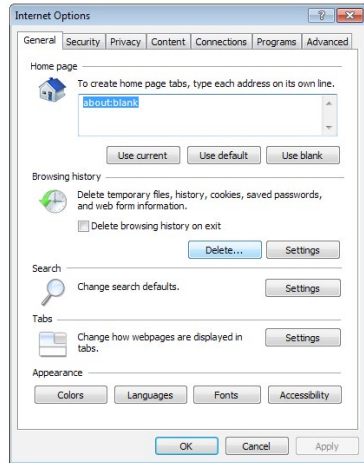 Internet Options
General Security Privacy Content Connections Programs Advanced
Home page
To create home page tabs, type each address on its own line.
about:blank
Use current Use default Use blank
Browsing history
Delete temporary files, history, cookies, saved passwords,
and web form information.
Delete browsing history on exit
Delete... Settings
Search
Change search defaults. Settings
Tabs
Change how webpages are displayed in
tabs.
Settings
Appearance
Colors Languages Fonts Accessibility
OK Cancel Apply